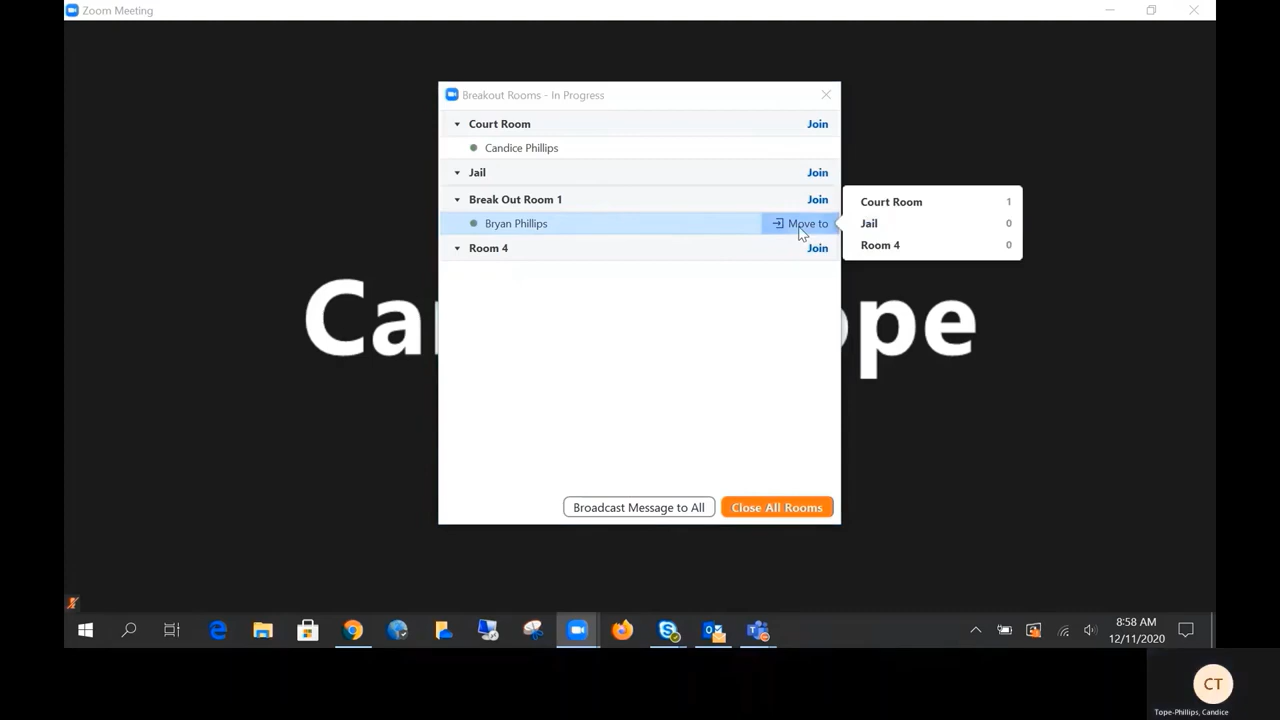 Zoom Meeting
Breakout Rooms - In Progress
Court Room Join
Candice Phillips
Jail Join
Break Out Room 1 Join
Bryan Phillips Move to
Room 4 Join
Court Room 1
Jail 0
Room 4 0
Broadcast Message to All Close All Rooms
8:58 AM
12/11/2020
CT
Tope-Phillips, Candice